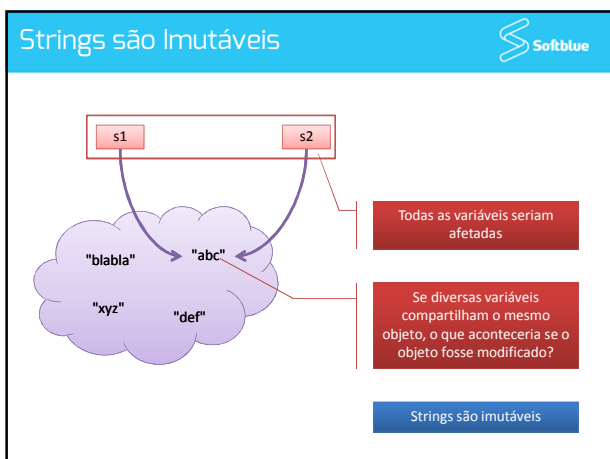 Strings são Imutáveis
Softblue
s1
s2
Todas as variáveis seriam
afetadas
"blabla"
"abc"
"xyz"
"def"
Se diversas variáveis
compartilham o mesmo
objeto, o que aconteceria se o
objeto fosse modificado?
Strings são imutáveis